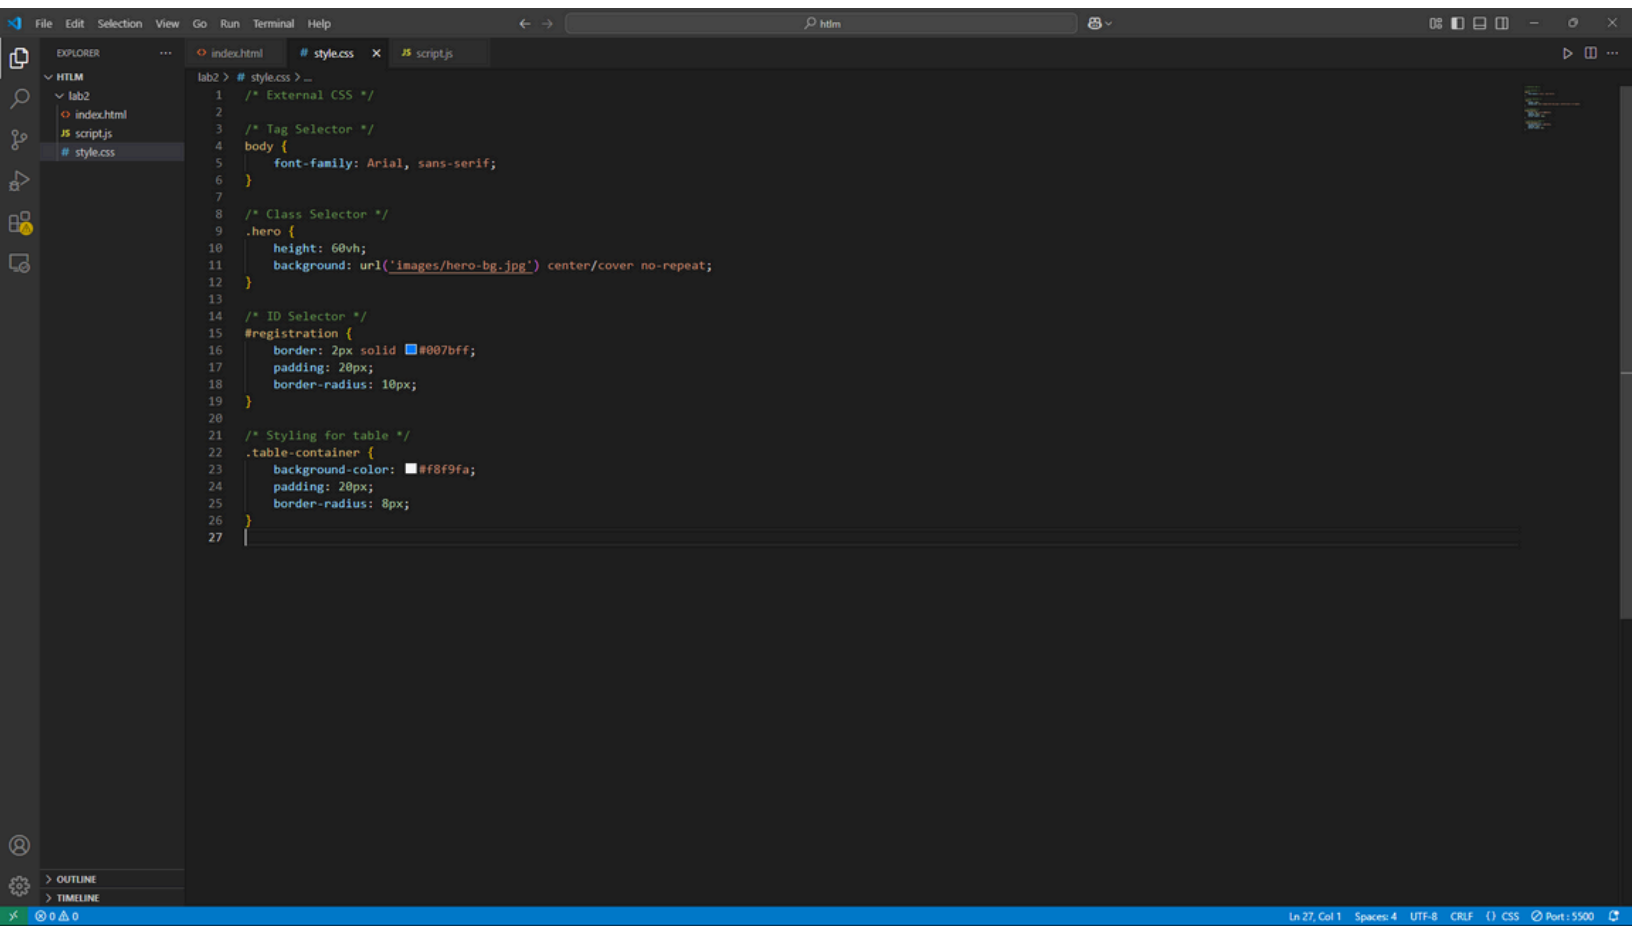 File Edit Selection View Go Run Terminal Help
htlm
EXPLORER
index.html
# style.css
JS script.js
HTLM
lab2 > # style.css > ...
lab2
index.html
JS script.js
# style.css
1 /* External CSS */
2
3 /* Tag Selector */
4 body {
5 font-family: Arial, sans-serif;
6 }
7
8 /* Class Selector */
9 .hero {
10 height: 60vh;
11 background: url('images/hero-bg.jpg') center/cover no-repeat;
12 }
13
14 /* ID Selector */
15 #registration {
16 border: 2px solid #007bff;
17 padding: 20px;
18 border-radius: 10px;
19 }
20
21 /* Styling for table */
22 .table-container {
23 background-color: #f8f9fa;
24 padding: 20px;
25 border-radius: 8px;
26 }
27
OUTLINE
TIMELINE
0 0
Ln 27, Col 1 Spaces: 4 UTF-8 CRLF {} CSS Port : 5500